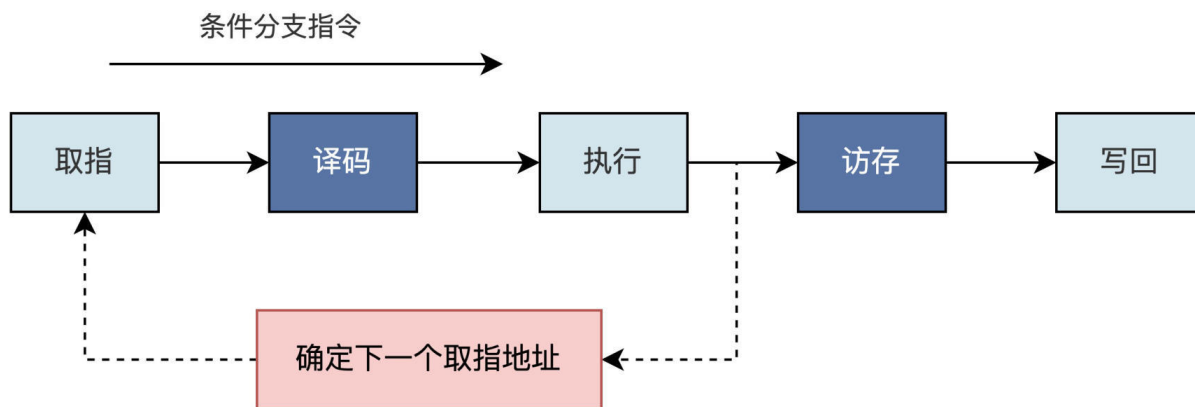 条件分支指令
取指
译码
执行
访存
写回
确定下一个取指地址